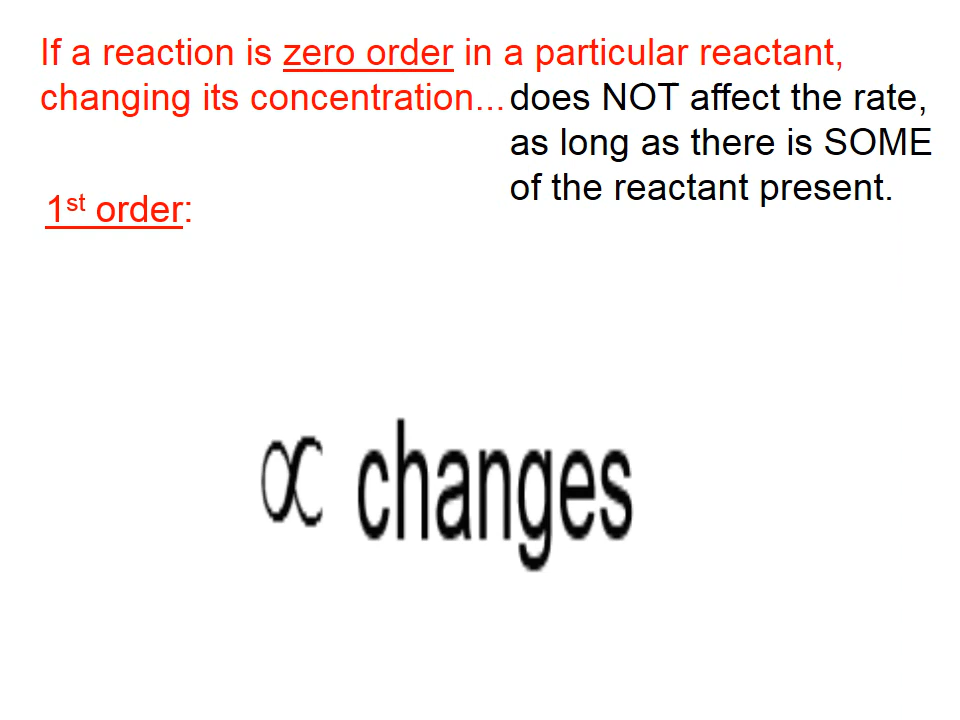 If a reaction is zero order in a particular reactant,
changing its concentration... does NOT affect the rate,
as long as there is SOME
of the reactant present.
1st order:
∝ changes